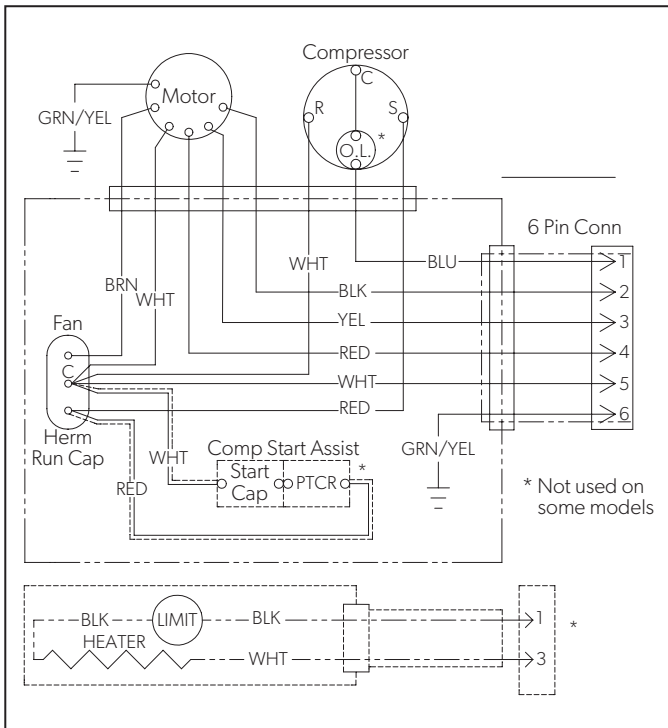 Compressor
Motor
C
R
S
O.L.
*
GRN/YEL
6 Pin Conn
BRN
WHT
WHT
BLU
1
BLK
2
YEL
3
RED
4
WHT
5
RED
6
Fan
C
Herm
Run Cap
WHT
RED
Comp Start Assist
Start
Cap
PTCR
*
GRN/YEL
* Not used on
some models
BLK
LIMIT
BLK
1
HEATER
WHT
3
*